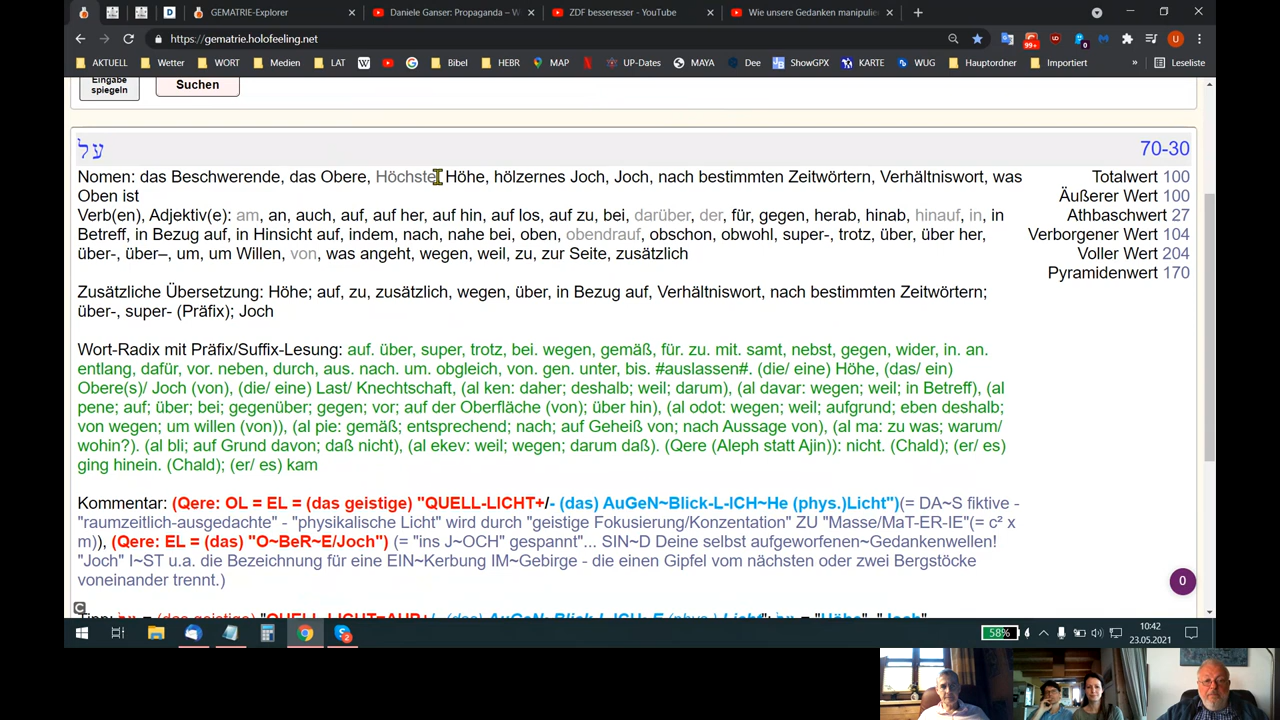 GEMATRIE-Explorer
Daniele Ganser: Propaganda – W
ZDF besseresser - YouTube
Wie unsere Gedanken manipulie
https://gematrie.holofeeling.net
99+
AKTUELL Wetter WORT Medien LAT Bibel HEBR MAP UP-Dates MAYA Dee ShowGPX KARTE WUG Hauptordner Importiert » Leseliste
Eingabe
spiegeln
Suchen
על 70-30
Nomen: das Beschwerende, das Obere, Höchste, Höhe, hölzernes Joch, Joch, nach bestimmten Zeitwörtern, Verhältniswort, was
Oben ist
Verb(en), Adjektiv(e): am, an, auch, auf, auf her, auf hin, auf los, auf zu, bei, darüber, der, für, gegen, herab, hinab, hinauf, in, in
Betreff, in Bezug auf, in Hinsicht auf, indem, nach, nahe bei, oben, obendrauf, obschon, obwohl, super-, trotz, über, über her,
über-, über–, um, um Willen, von, was angeht, wegen, weil, zu, zur Seite, zusätzlich
Totalwert 100
Äußerer Wert 100
Athbaschwert 27
Verborgener Wert 104
Voller Wert 204
Pyramidenwert 170
Zusätzliche Übersetzung: Höhe; auf, zu, zusätzlich, wegen, über, in Bezug auf, Verhältniswort, nach bestimmten Zeitwörtern;
über-, super- (Präfix); Joch
Wort-Radix mit Präfix/Suffix-Lesung: auf. über, super, trotz, bei. wegen, gemäß, für. zu. mit. samt, nebst, gegen, wider, in. an.
entlang, dafür, vor. neben, durch, aus. nach. um. obgleich, von. gen. unter, bis. #auslassen#. (die/ eine) Höhe, (das/ ein)
Obere(s)/ Joch (von), (die/ eine) Last/ Knechtschaft, (al ken: daher; deshalb; weil; darum), (al davar: wegen; weil; in Betreff), (al
pene; auf; über; bei; gegenüber; gegen; vor; auf der Oberfläche (von); über hin), (al odot: wegen; weil; aufgrund; eben deshalb;
von wegen; um willen (von)), (al pie: gemäß; entsprechend; nach; auf Geheiß von; nach Aussage von), (al ma: zu was; warum/
wohin?). (al bli; auf Grund davon; daß nicht), (al ekev: weil; wegen; darum daß). (Qere (Aleph statt Ajin)): nicht. (Chald); (er/ es)
ging hinein. (Chald); (er/ es) kam
Kommentar: (Qere: OL = EL = (das geistige) "QUELL-LICHT+/- (das) AuGeN~Blick-L-ICH~He (phys.)Licht")(= DA~S fiktive -
"raumzeitlich-ausgedachte" - "physikalische Licht" wird durch "geistige Fokusierung/Konzentation" ZU "Masse/MaT-ER-IE"(= c² x
m)), (Qere: EL = (das) "O~BeR~E/Joch") (= "ins J~OCH" gespannt"... SIN~D Deine selbst aufgeworfenen~Gedankenwellen!
"Joch" I~ST u.a. die Bezeichnung für eine EIN~Kerbung IM~Gebirge - die einen Gipfel vom nächsten oder zwei Bergstöcke
voneinander trennt.)
0
58%
10:42
23.05.2021